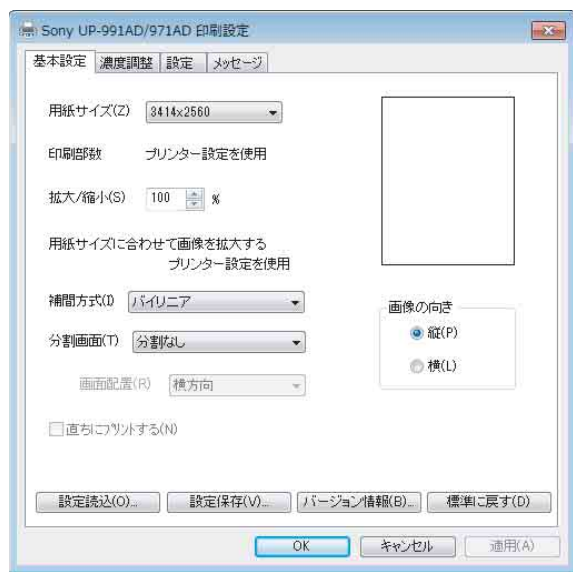 Sony UP-991AD/971AD 印刷設定
基本設定 濃度調整 設定 メッセージ
用紙サイズ(Z) 3414x2560
印刷部数 プリンター設定を使用
拡大/縮小(S) 100 %
用紙サイズに合わせて画像を拡大する
プリンター設定を使用
補間方式(I) バイリニア
画像の向き
縦(P)
分割画面(T) 分割なし
横(L)
画面配置(R) 横方向
直ちにプリントする(N)
設定読込(O)... 設定保存(V)... バージョン情報(B)... 標準に戻す(D)
OK キャンセル 適用(A)